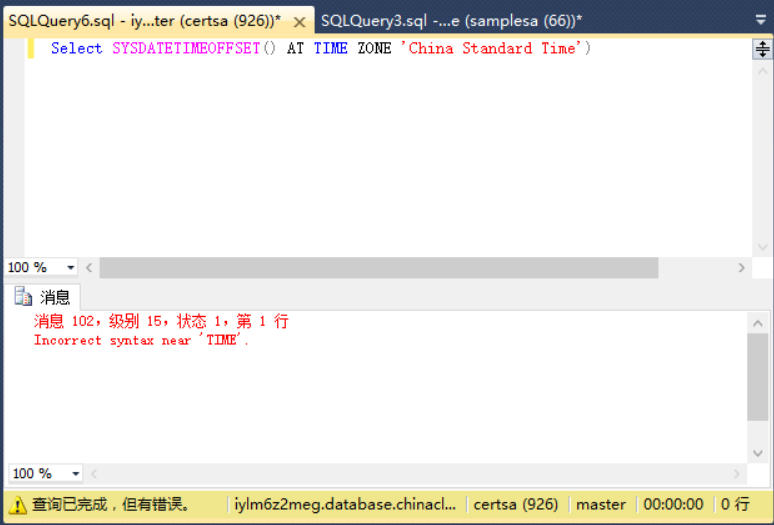 SQLQuery6.sql - iy...ter (certsa (926))* SQLQuery3.sql -...e (samplesa (66))*
Select SYSDATETIMEOFFSET() AT TIME ZONE 'China Standard Time')
100 %
消息
消息 102，级别 15，状态 1，第 1 行
Incorrect syntax near 'TIME'.
100 %
查询已完成，但有错误。 iylm6z2meg.database.chinacl... certsa (926) master 00:00:00 0 行